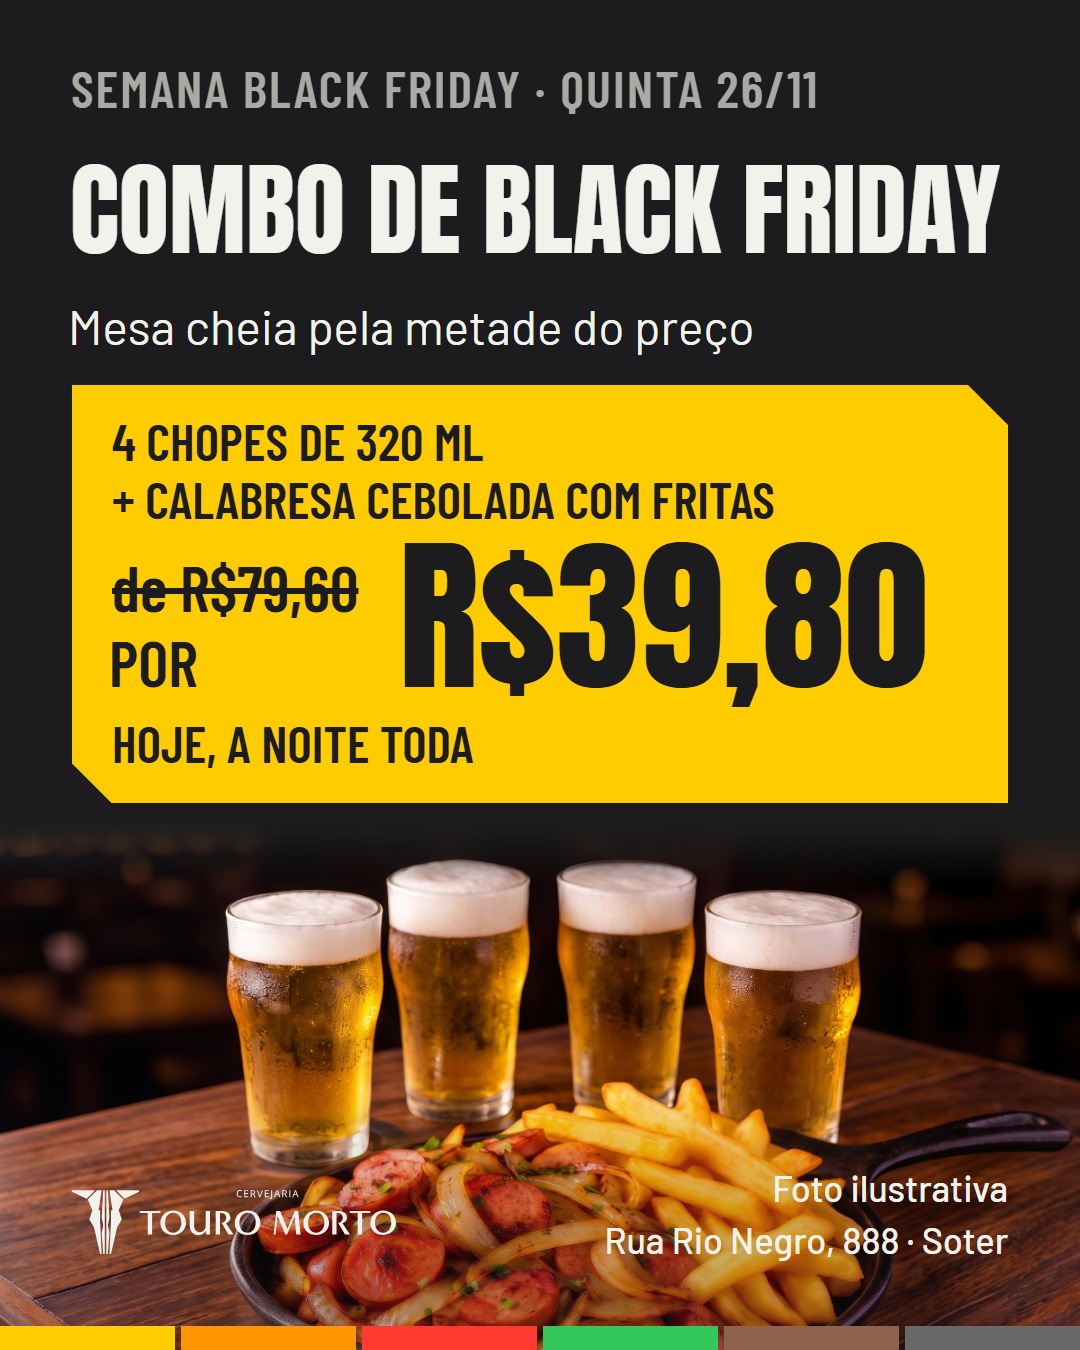 SEMANA BLACK FRIDAY · QUINTA 26/11
COMBO DE BLACK FRIDAY
Mesa cheia pela metade do preço
4 CHOPES DE 320 ML
+ CALABRESA CEBOLADA COM FRITAS
de R$79,60
POR
R$39,80
HOJE, A NOITE TODA
CERVEJARIA
TOURO MORTO
Foto ilustrativa
Rua Rio Negro, 888 · Soter